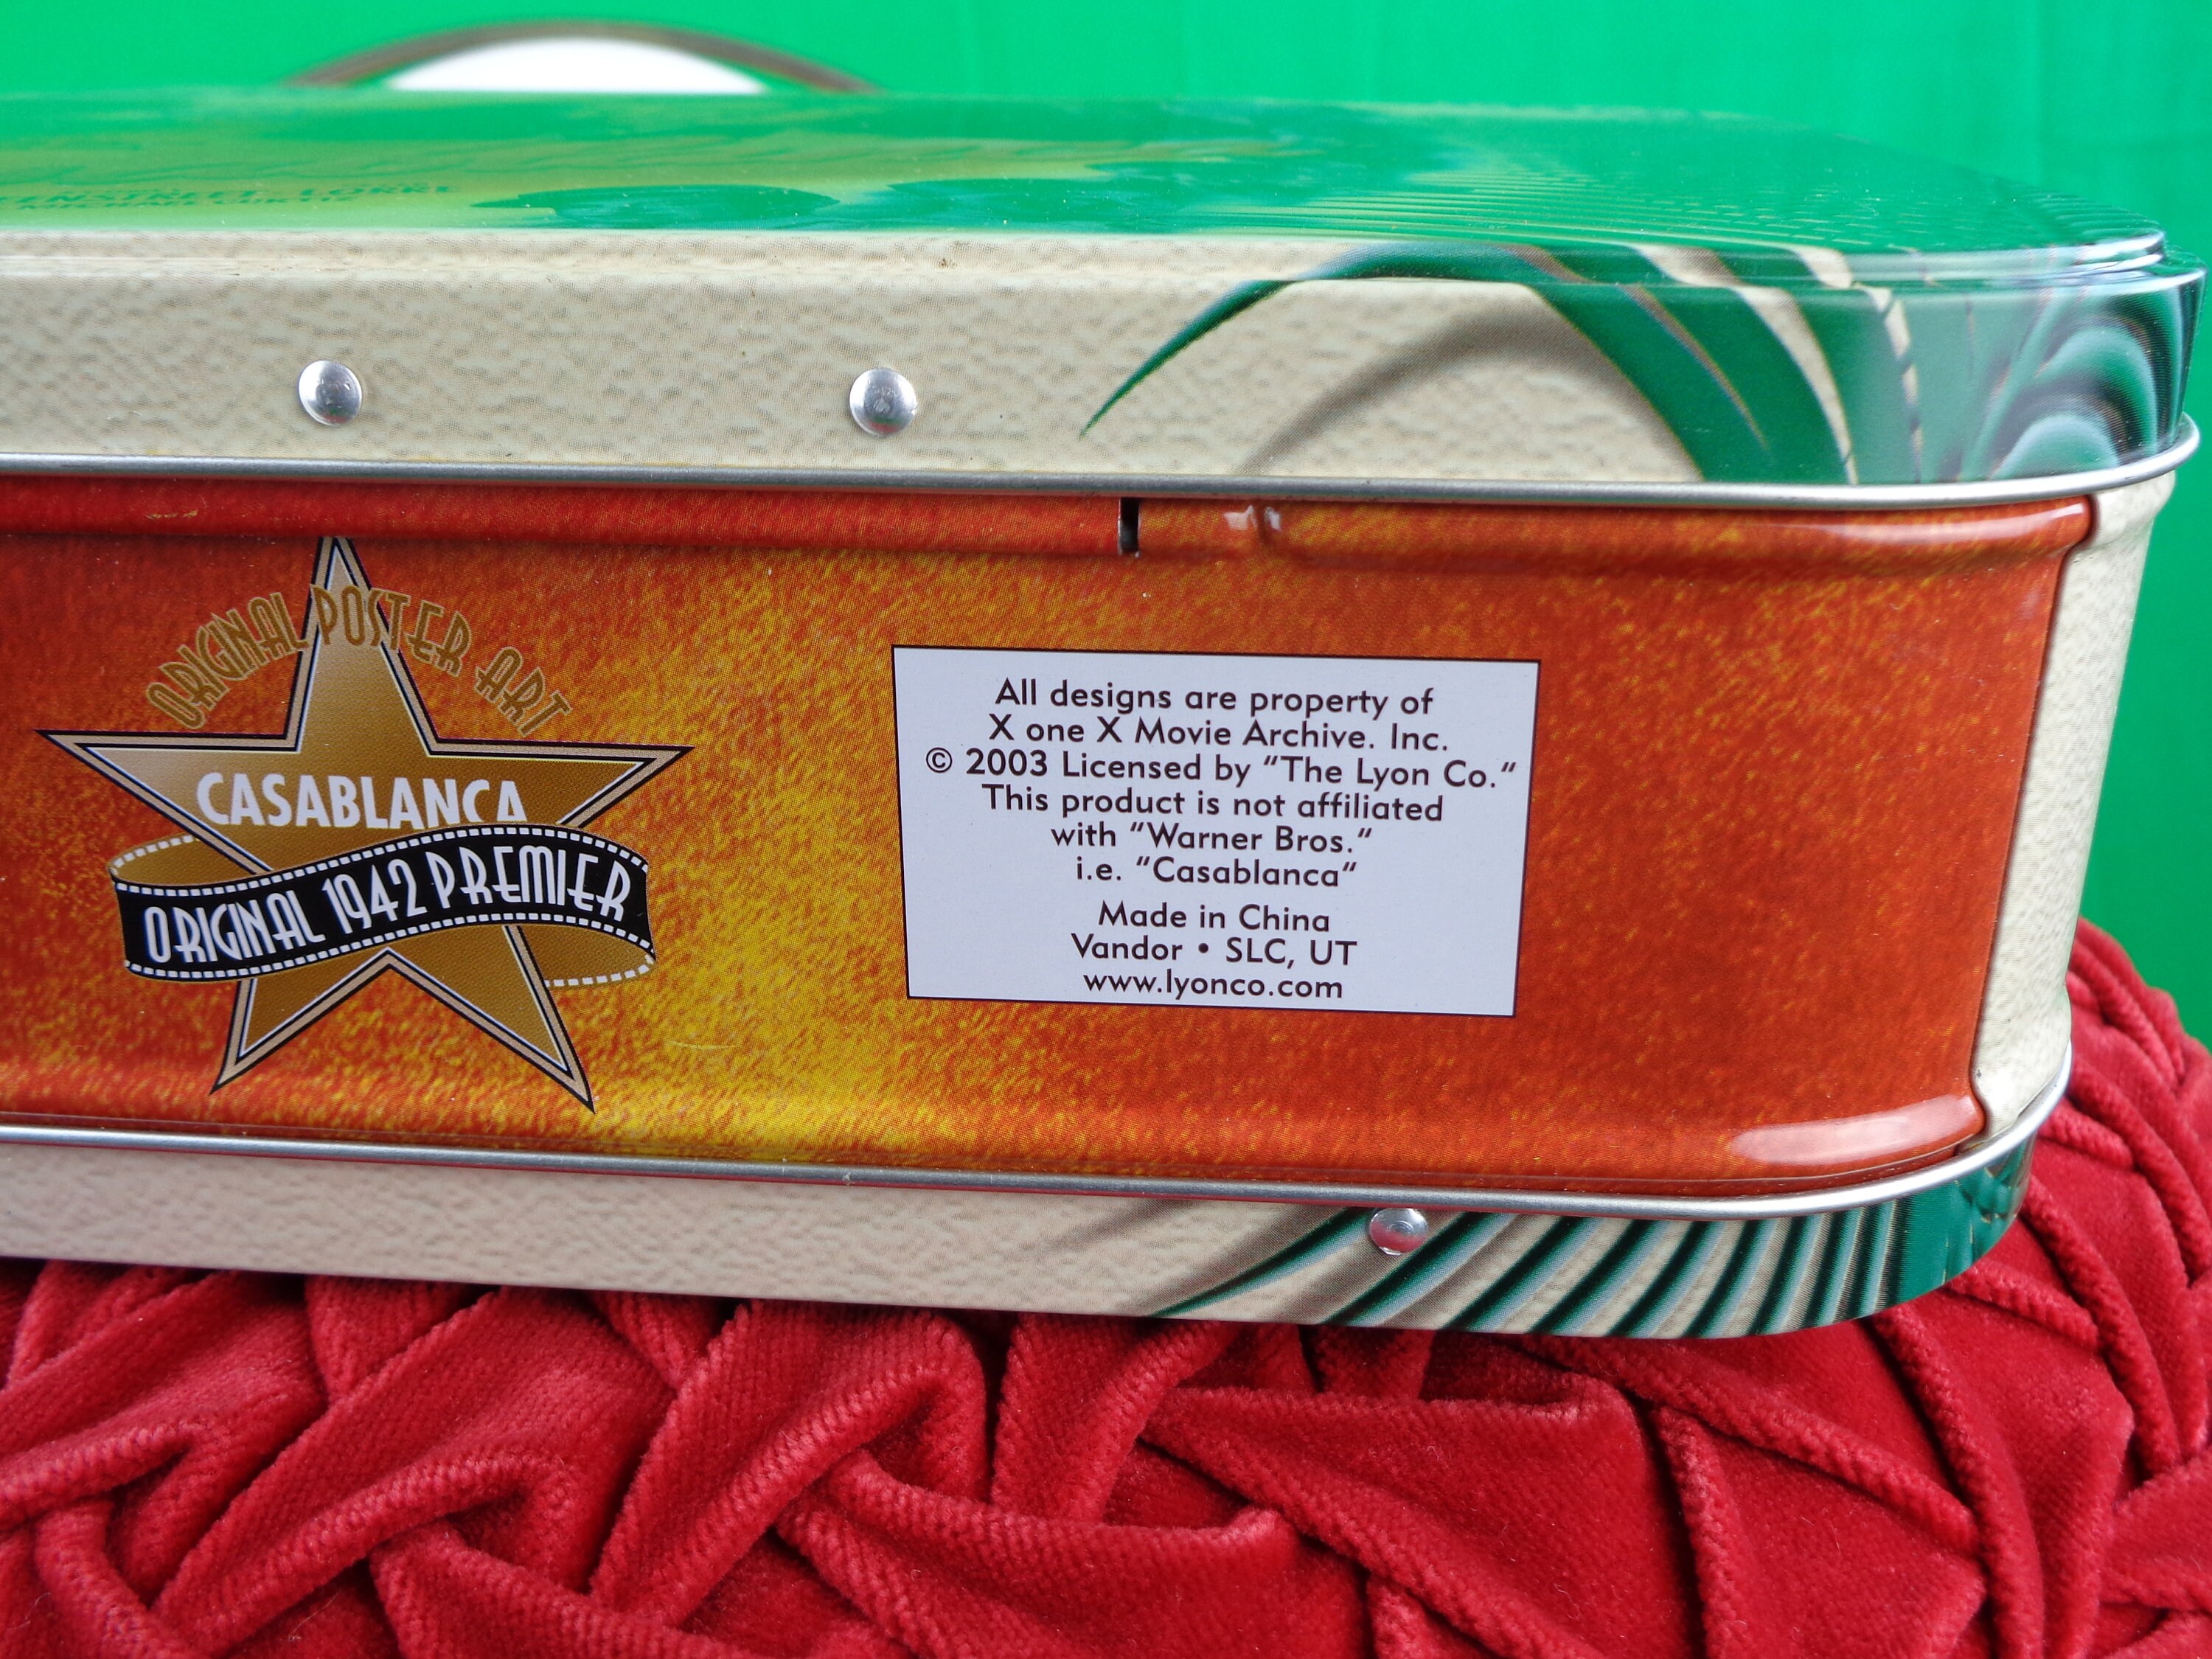 ORIGINAL POSTER ART
CASABLANCA
ORIGINAL 1942 PREMIER
All designs are property of
X one X Movie Archive. Inc.
© 2003 Licensed by "The Lyon Co."
This product is not affiliated
with "Warner Bros."
i.e. "Casablanca"
Made in China
Vandor • SLC, UT
www.lyonco.com